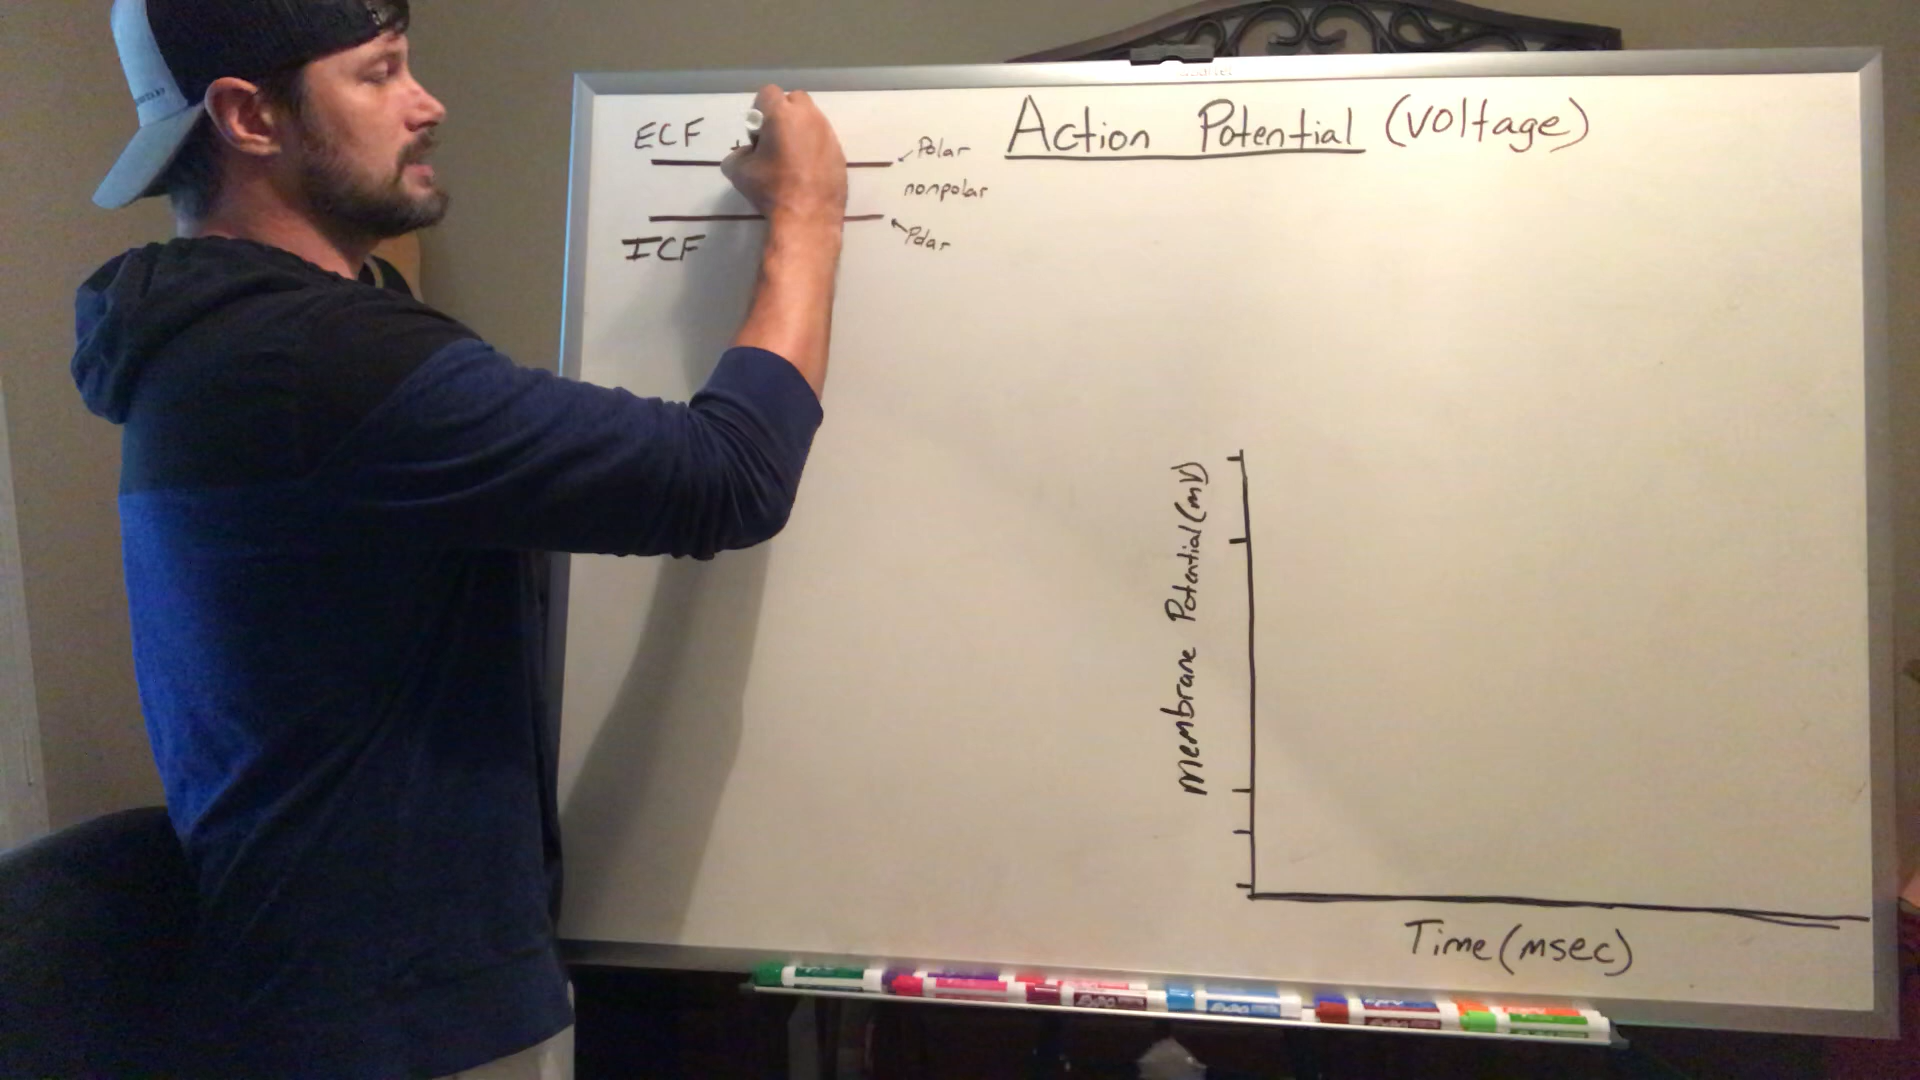 Action Potential (voltage)
ECF +
Polar
nonpolar
Polar
ICF
membrane Potential (mV)
Time (msec)